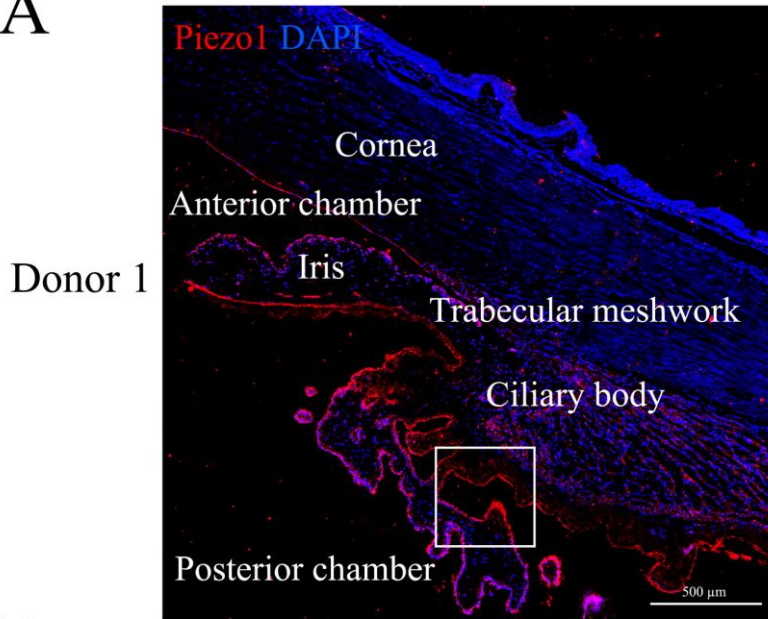 A
Piezo1 DAPI
Cornea
Anterior chamber
Iris
Donor 1
Trabecular meshwork
Ciliary body
Posterior chamber
500 µm